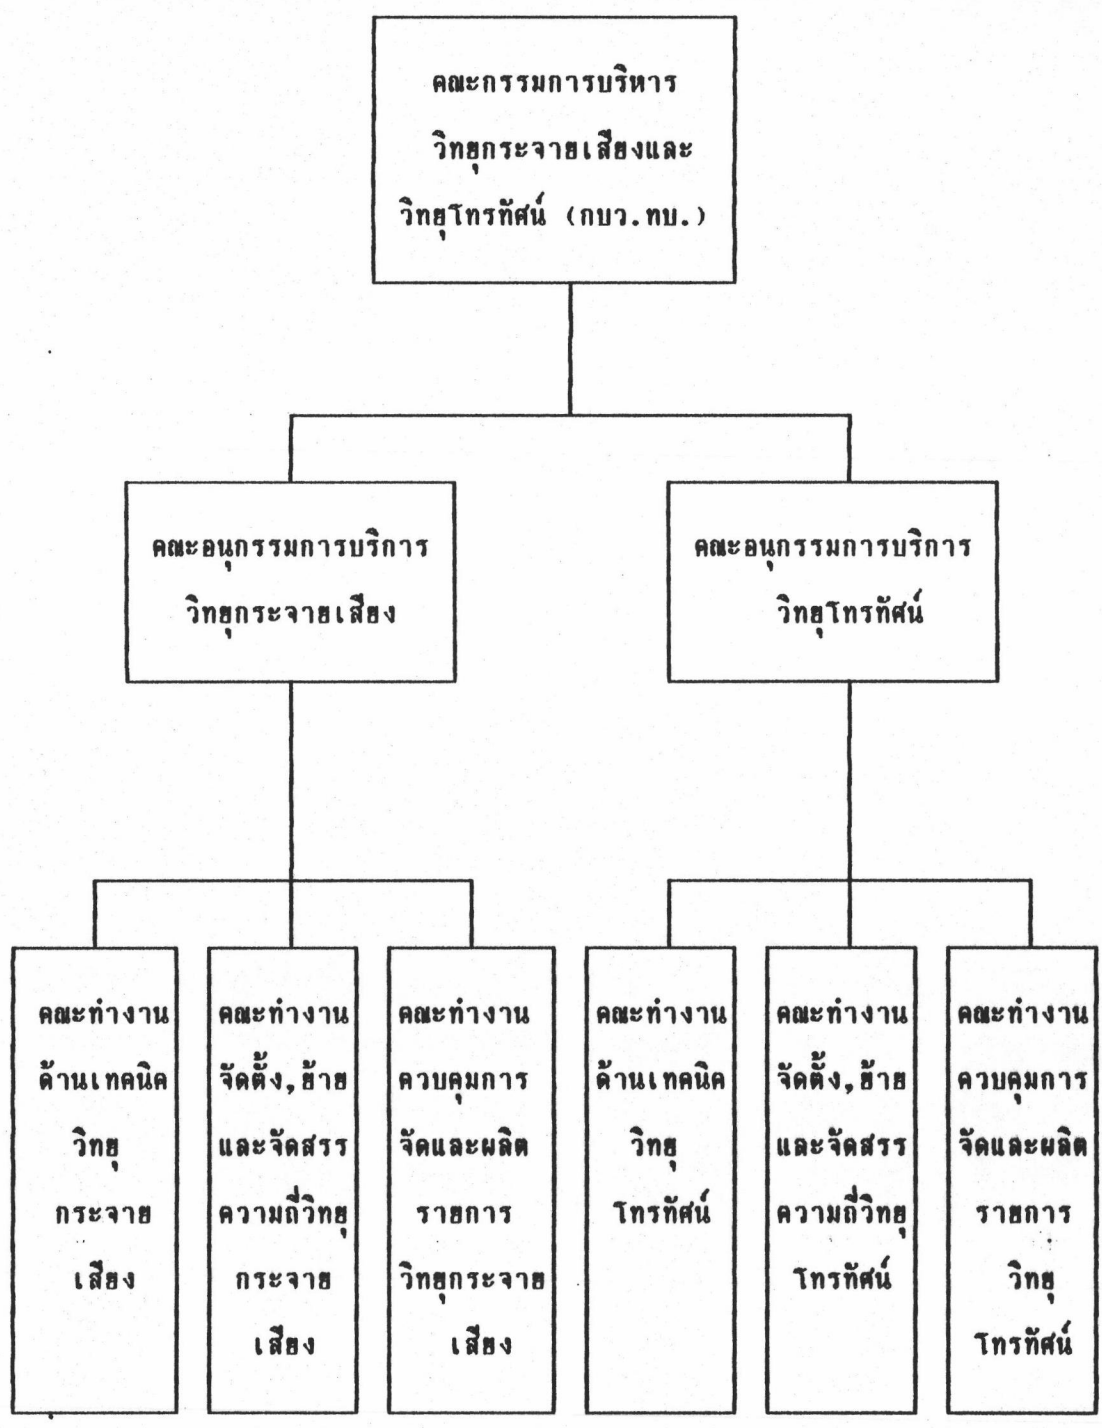 คณะกรรมการบริหาร
วิทยุกระจายเสียงและ
วิทยุโทรทัศน์ (กบว.ทบ.)
คณะอนุกรรมการบริการ
วิทยุกระจายเสียง
คณะอนุกรรมการบริการ
วิทยุโทรทัศน์
คณะทำงาน
ด้านเทคนิค
วิทยุ
กระจาย
เสียง
คณะทำงาน
จัดตั้ง,ย้าย
และจัดสรร
ความถี่วิทยุ
กระจาย
เสียง
คณะทำงาน
ควบคุมการ
จัดและผลิต
รายการ
วิทยุกระจาย
เสียง
คณะทำงาน
ด้านเทคนิค
วิทยุ
โทรทัศน์
คณะทำงาน
จัดตั้ง,ย้าย
และจัดสรร
ความถี่วิทยุ
โทรทัศน์
คณะทำงาน
ควบคุมการ
จัดและผลิต
รายการ
วิทยุ
โทรทัศน์